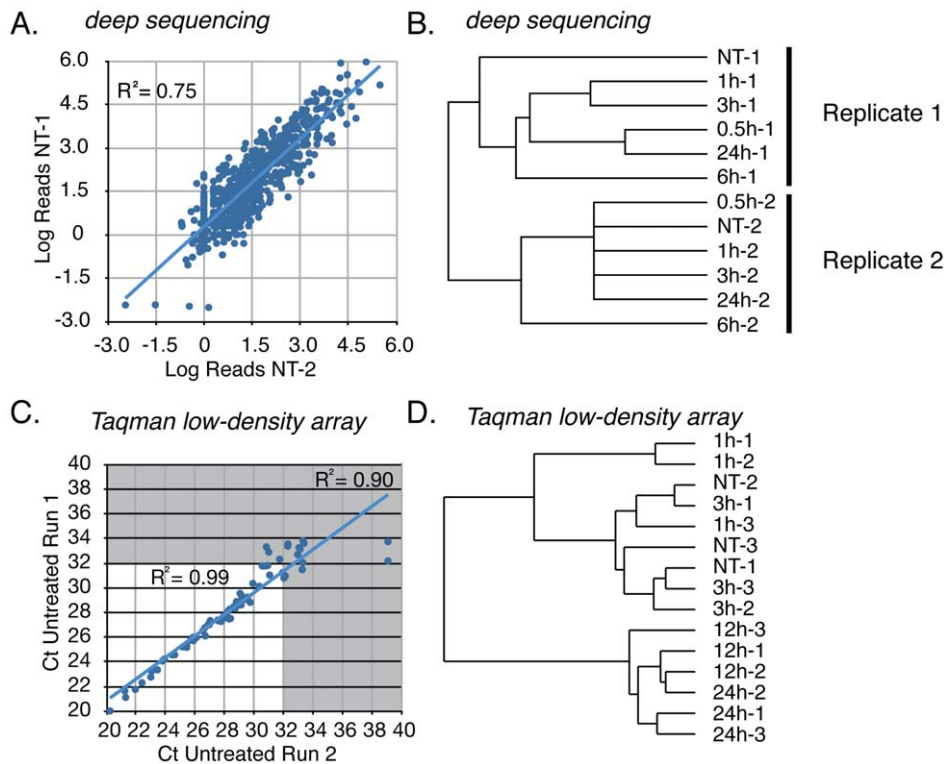 A. deep sequencing
6.0
4.5
3.0
1.5
0
-1.5
-3.0
R²= 0.75
Log Reads NT-1
-3.0 -1.5 0 1.5 3.0 4.5 6.0
Log Reads NT-2
B. deep sequencing
NT-1
1h-1
3h-1
0.5h-1
24h-1
6h-1
0.5h-2
NT-2
1h-2
3h-2
24h-2
6h-2
Replicate 1
Replicate 2
C. Taqman low-density array
40
38
36
34
32
30
28
26
24
22
20
R²= 0.90
R²= 0.99
Ct Untreated Run 1
20 22 24 26 28 30 32 34 36 38 40
Ct Untreated Run 2
D. Taqman low-density array
1h-1
1h-2
NT-2
3h-1
1h-3
NT-3
NT-1
3h-3
3h-2
12h-3
12h-1
12h-2
24h-2
24h-1
24h-3